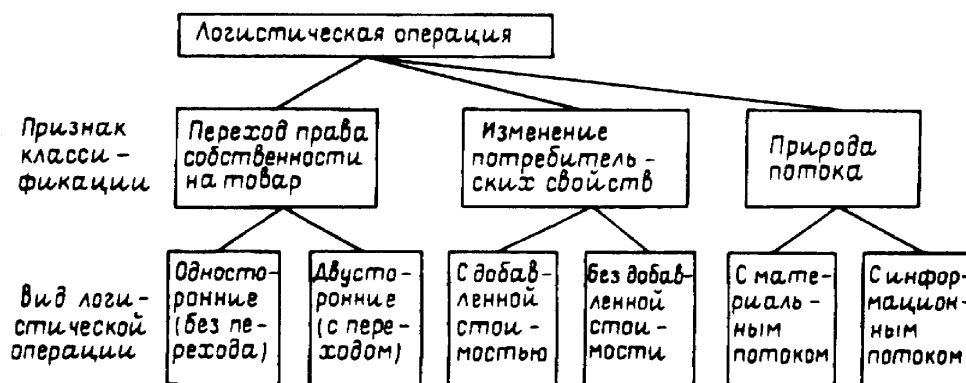 Логистическая операция
Признак
класси-
фикации
Переход права
собственности
на товар
Изменение
потребитель-
ских свойств
Природа
потока
Вид логи-
стической
операции
Односто-
ронние
(без пе-
рехода)
Двусто-
ронние
(с пере-
ходом)
С добав-
ленной
стои-
мостью
Без добав-
ленной
стои-
мости
С мате-
риаль-
ным
потоком
С инфор-
мацион-
ным
потоком